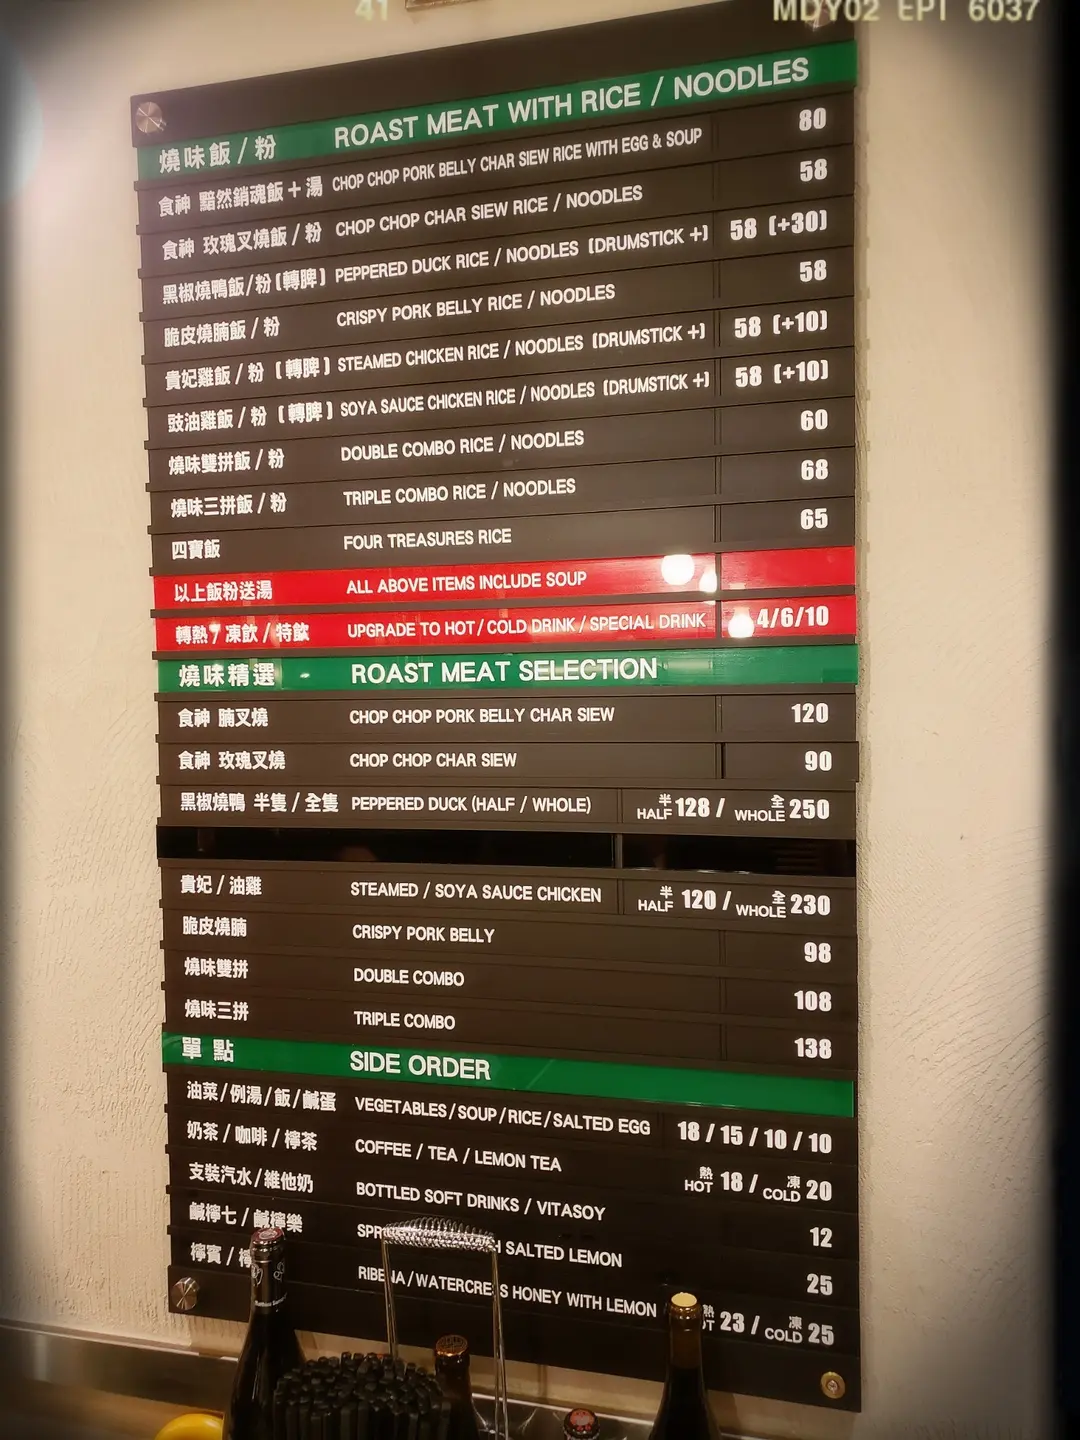 41 MDY02 EPI 6037
燒味飯 / 粉 ROAST MEAT WITH RICE / NOODLES
食神 黯然銷魂飯+湯 CHOP CHOP PORK BELLY CHAR SIEW RICE WITH EGG & SOUP 80
食神 玫瑰叉燒飯 / 粉 CHOP CHOP CHAR SIEW RICE / NOODLES 58
黑椒燒鴨飯/粉 (轉脾) PEPPERED DUCK RICE / NOODLES (DRUMSTICK +) 58 (+30)
脆皮燒腩飯 / 粉 CRISPY PORK BELLY RICE / NOODLES 58
貴妃雞飯 / 粉 (轉脾) STEAMED CHICKEN RICE / NOODLES (DRUMSTICK +) 58 (+10)
豉油雞飯 / 粉 (轉脾) SOYA SAUCE CHICKEN RICE / NOODLES (DRUMSTICK +) 58 (+10)
燒味雙拼飯 / 粉 DOUBLE COMBO RICE / NOODLES 60
燒味三拼飯 / 粉 TRIPLE COMBO RICE / NOODLES 68
四寶飯 FOUR TREASURES RICE 65
以上飯粉送湯 ALL ABOVE ITEMS INCLUDE SOUP
轉熱 / 凍飲 / 特飲 UPGRADE TO HOT / COLD DRINK / SPECIAL DRINK 4/6/10
燒味精選 ROAST MEAT SELECTION
食神 腩叉燒 CHOP CHOP PORK BELLY CHAR SIEW 120
食神 玫瑰叉燒 CHOP CHOP CHAR SIEW 90
黑椒燒鴨 半隻 / 全隻 PEPPERED DUCK (HALF / WHOLE) 半 HALF 128 / 全 WHOLE 250
貴妃 / 油雞 STEAMED / SOYA SAUCE CHICKEN 半 HALF 120 / 全 WHOLE 230
脆皮燒腩 CRISPY PORK BELLY 98
燒味雙拼 DOUBLE COMBO 108
燒味三拼 TRIPLE COMBO 138
單點 SIDE ORDER
油菜 / 例湯 / 飯 / 鹹蛋 VEGETABLES / SOUP / RICE / SALTED EGG 18 / 15 / 10 / 10
奶茶 / 咖啡 / 檸茶 COFFEE / TEA / LEMON TEA 熱 HOT 18 / 凍 COLD 20
支裝汽水 / 維他奶 BOTTLED SOFT DRINKS / VITASOY 12
鹹檸七 / 鹹檸樂 SALTED LEMON 25
檸賓 / RIBENA / WATERCRESS HONEY WITH LEMON 熱 23 / 凍 COLD 25